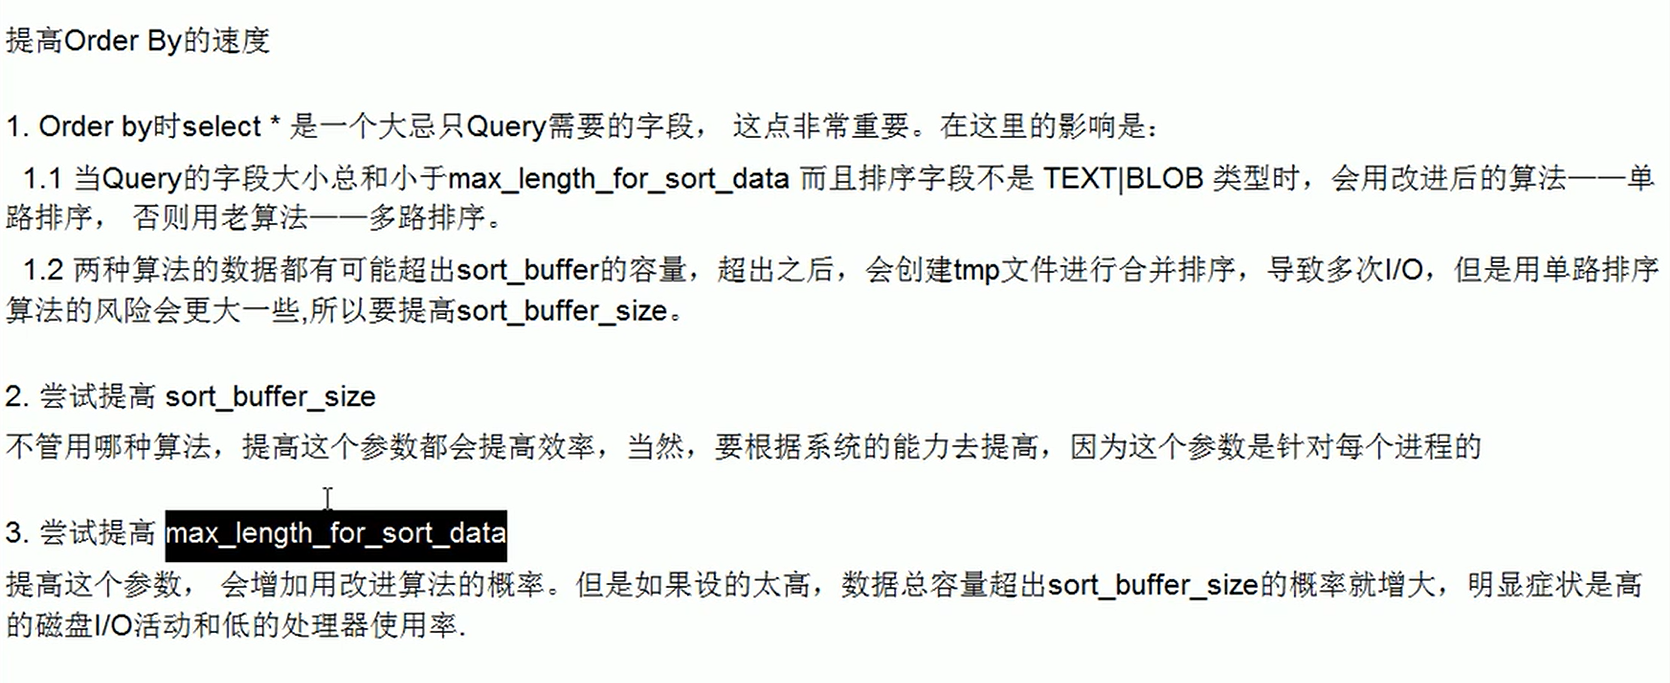 提高Order By的速度
1. Order by时select * 是一个大忌只Query需要的字段， 这点非常重要。在这里的影响是：
1.1 当Query的字段大小总和小于max_length_for_sort_data 而且排序字段不是 TEXT|BLOB 类型时，会用改进后的算法——单
路排序， 否则用老算法——多路排序。
1.2 两种算法的数据都有可能超出sort_buffer的容量，超出之后，会创建tmp文件进行合并排序，导致多次I/O，但是用单路排序
算法的风险会更大一些,所以要提高sort_buffer_size。
2. 尝试提高 sort_buffer_size
不管用哪种算法，提高这个参数都会提高效率，当然，要根据系统的能力去提高，因为这个参数是针对每个进程的
3. 尝试提高 max_length_for_sort_data
提高这个参数， 会增加用改进算法的概率。但是如果设的太高，数据总容量超出sort_buffer_size的概率就增大，明显症状是高
的磁盘I/O活动和低的处理器使用率.